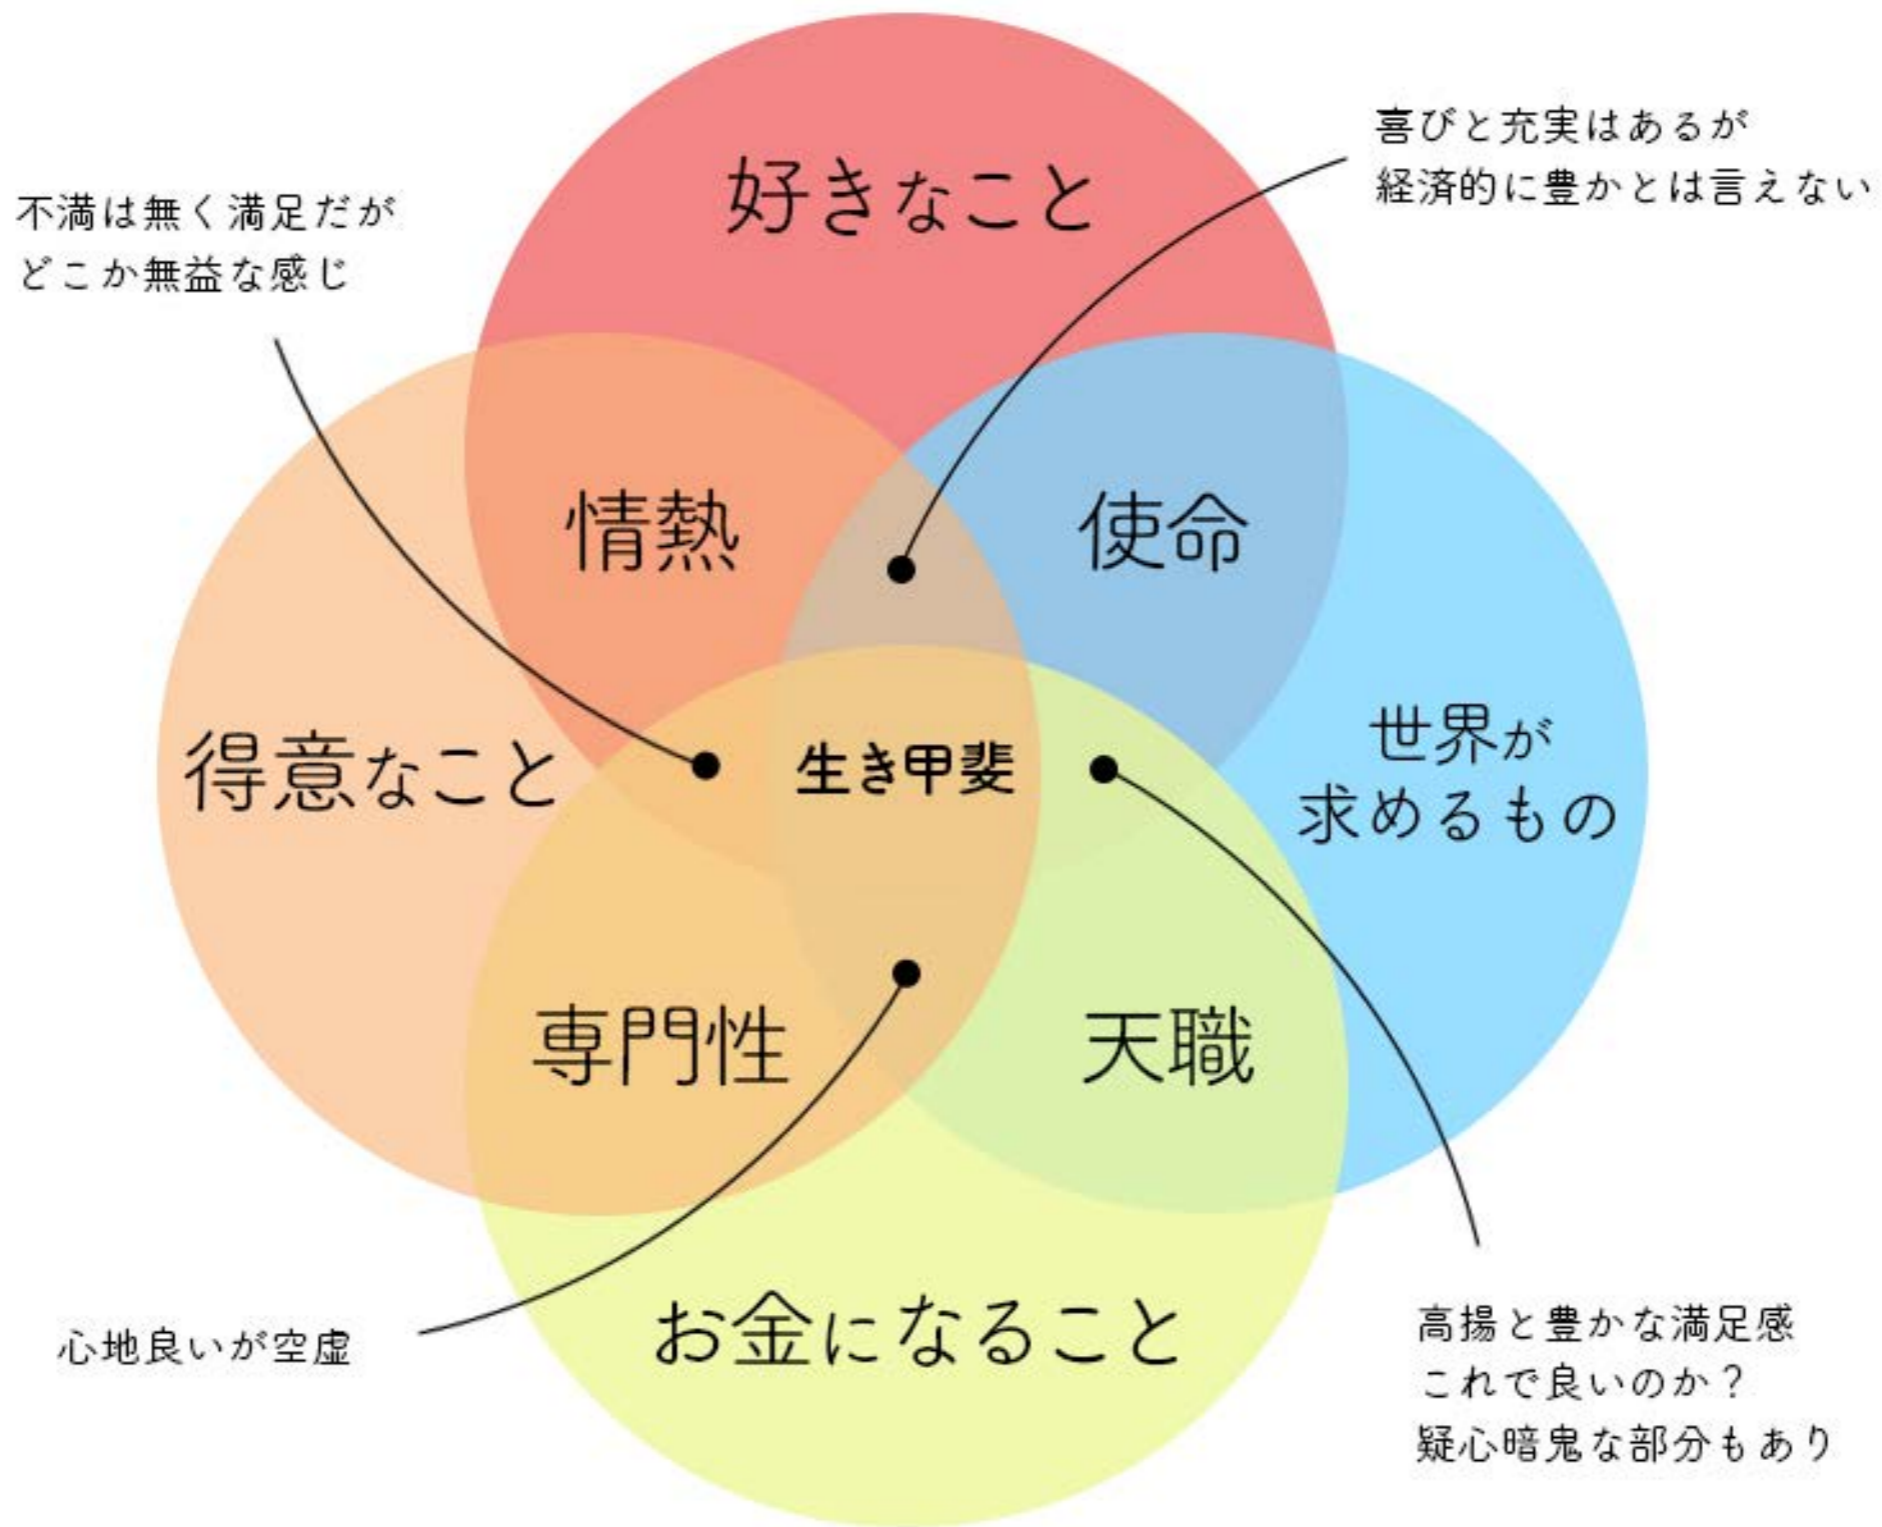 好きなこと
喜びと充実はあるが
経済的に豊かとは言えない
不満は無く満足だが
どこか無益な感じ
情熱
使命
得意なこと
生き甲斐
世界が
求めるもの
専門性
天職
お金になること
心地良いが空虚
高揚と豊かな満足感
これで良いのか？
疑心暗鬼な部分もあり